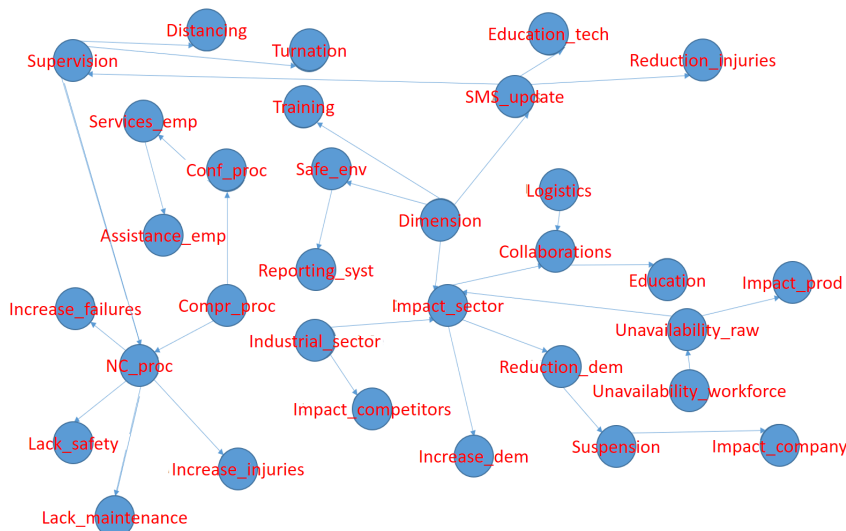 Distancing
Education_tech
Turnation
Supervision
Reduction_injuries
SMS_update
Training
Services_emp
Conf_proc
Safe_env
Logistics
Dimension
Assistance_emp
Collaborations
Reporting_syst
Education
Impact_prod
Increase_failures
Compr_proc
Impact_sector
Unavailability_raw
Industrial_sector
NC_proc
Reduction_dem
Unavailability_workforce
Impact_competitors
Lack_safety
Suspension
Impact_company
Increase_dem
Increase_injuries
Lack_maintenance